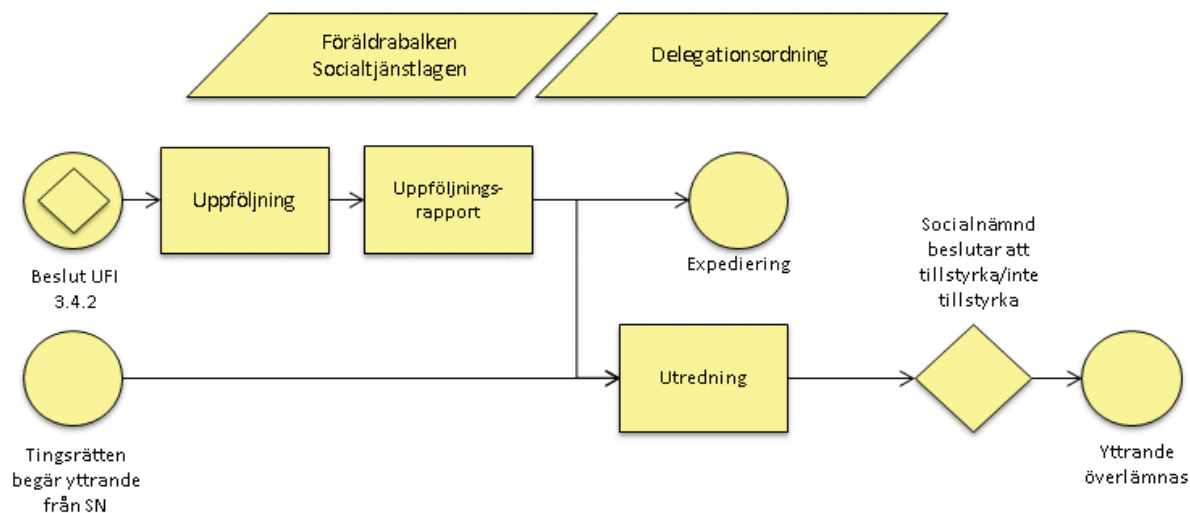 Föräldrabalken
Socialtjänstlagen
Delegationsordning
Uppföljning
Uppföljnings-
rapport
Beslut UFI
3.4.2
Expediering
Socialnämnd
beslutar att
tillstyrka/inte
tillstyrka
Utredning
Tingsrätten
begär yttrande
från SN
Yttrande
överlämnas